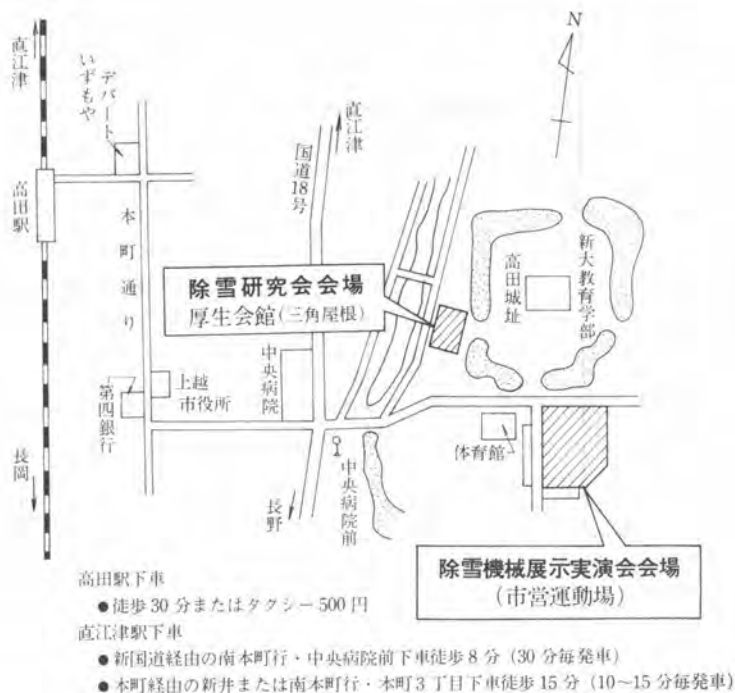 N
直江津
いずもや
デパート
高田駅
本町通り
国道18号
直江津
除雪研究会会場
厚生会館(三角屋根)
高田城址
新大教育学部
第四銀行
上越
市役所
中央病院
体育館
中央病院前
長野
長岡
除雪機械展示実演会会場
(市営運動場)
高田駅下車
●徒歩30分またはタクシー500円
直江津駅下車
●新国道経由の南本町行・中央病院前下車徒歩8分(30分毎発車)
●本町経由の新井または南本町行・本町3丁目下車徒歩15分(10~15分毎発車)